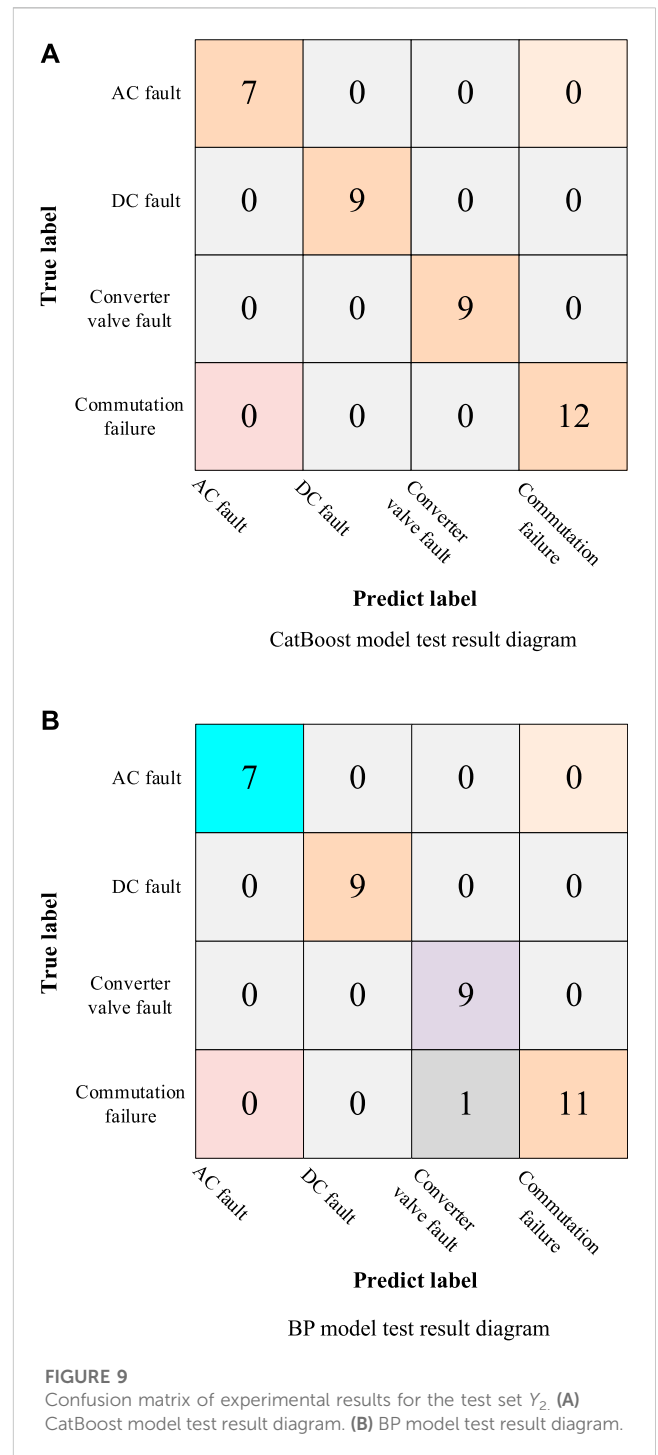 A
AC fault
7 0 0 0
DC fault
0 9 0 0
Converter
valve fault
0 0 9 0
Commutation
failure
0 0 0 12
True label
AC fault
DC fault
Converter
valve fault
Commutation
failure
Predict label
CatBoost model test result diagram
B
AC fault
7 0 0 0
DC fault
0 9 0 0
Converter
valve fault
0 0 9 0
Commutation
failure
0 0 1 11
True label
AC fault
DC fault
Converter
valve fault
Commutation
failure
Predict label
BP model test result diagram
FIGURE 9
Confusion matrix of experimental results for the test set Y2. (A)
CatBoost model test result diagram. (B) BP model test result diagram.